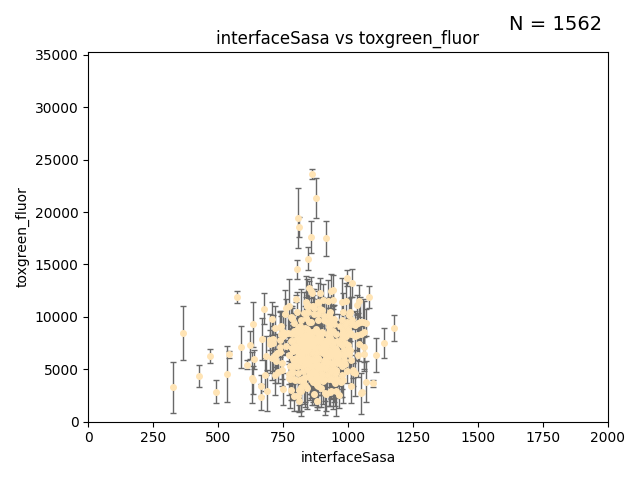 N = 1562
interfaceSasa vs toxgreen_fluor
toxgreen_fluor
35000
30000
25000
20000
15000
10000
5000
0
0 250 500 750 1000 1250 1500 1750 2000
interfaceSasa